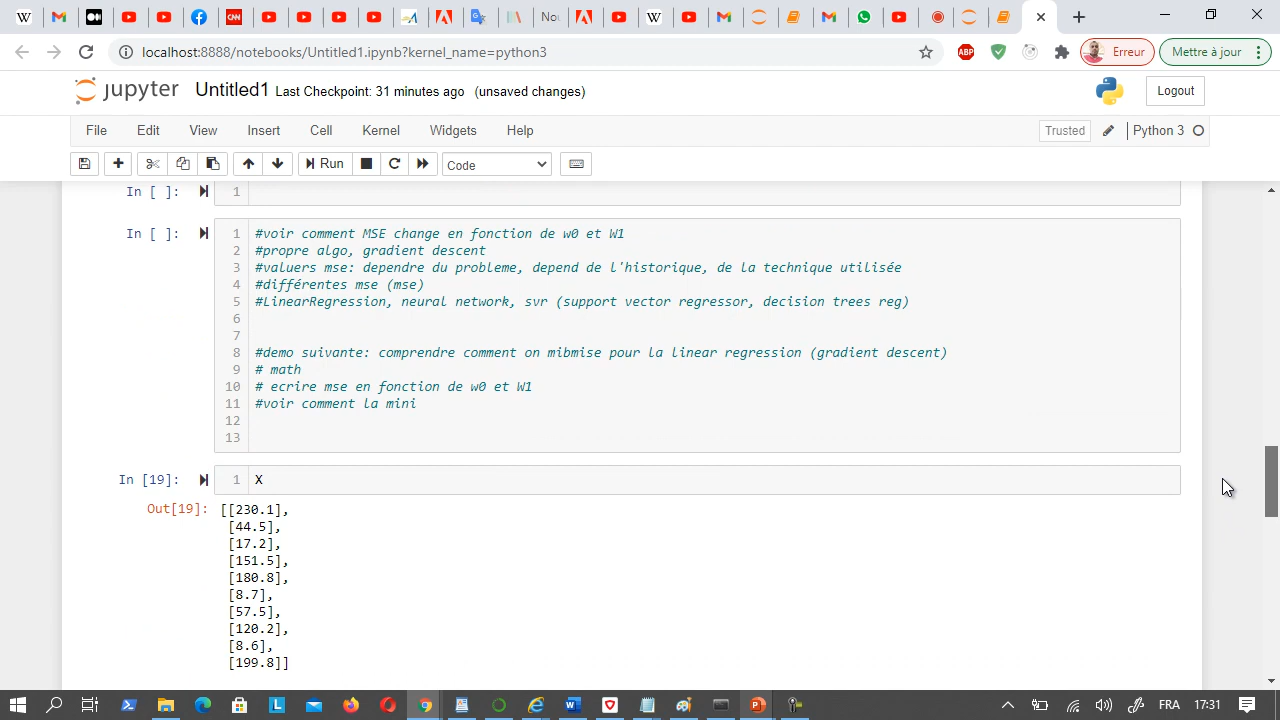 Nou
localhost:8888/notebooks/Untitled1.ipynb?kernel_name=python3
ABP
Erreur
Mettre à jour
jupyter Untitled1 Last Checkpoint: 31 minutes ago (unsaved changes)
Logout
File Edit View Insert Cell Kernel Widgets Help
Trusted
Python 3
Run
Code
In [ ]: 1
In [ ]: 1 #voir comment MSE change en fonction de w0 et W1
2 #propre algo, gradient descent
3 #valuers mse: dependre du probleme, depend de l'historique, de la technique utilisée
4 #différentes mse (mse)
5 #LinearRegression, neural network, svr (support vector regressor, decision trees reg)
6
7
8 #demo suivante: comprendre comment on mibmise pour la linear regression (gradient descent)
9 # math
10 # ecrire mse en fonction de w0 et W1
11 #voir comment la mini
12
13
In [19]: 1 X
Out[19]: [[230.1],
[44.5],
[17.2],
[151.5],
[180.8],
[8.7],
[57.5],
[120.2],
[8.6],
[199.8]]
FRA 17:31